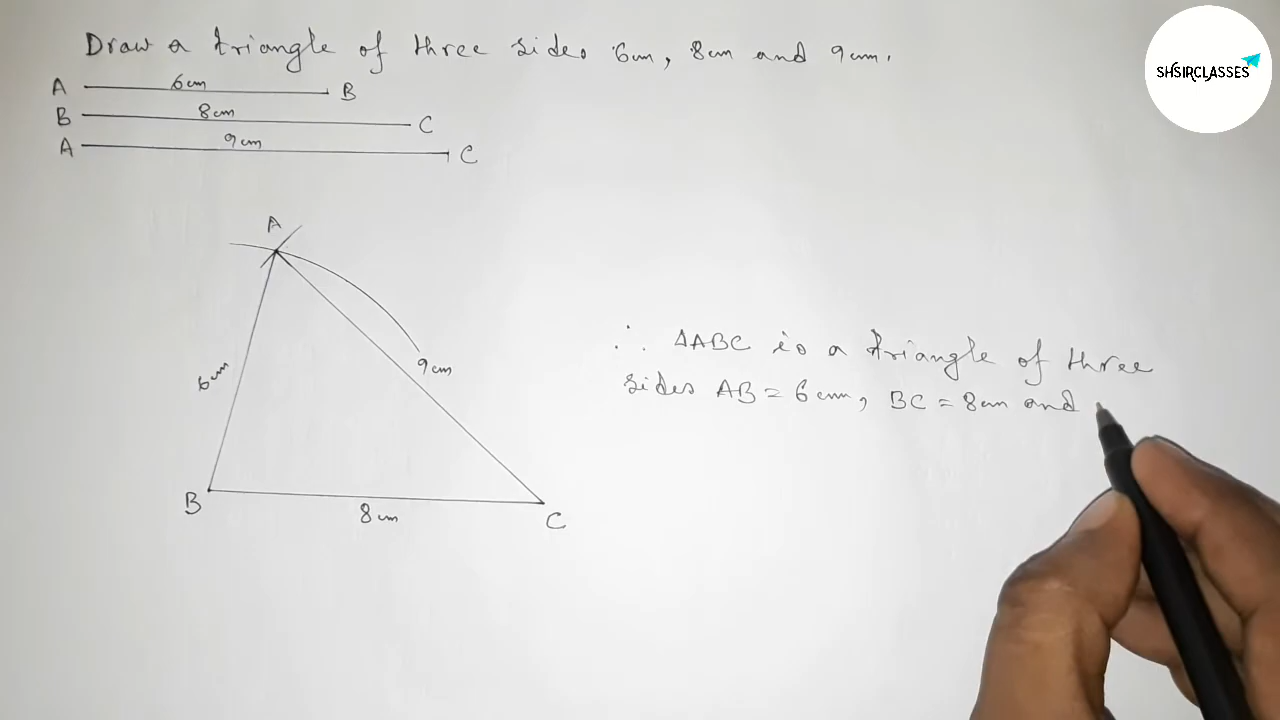 Draw a triangle of three sides 6cm, 8cm and 9cm.
SHSIRCLASSES
A 6cm B
B 8cm C
A 9cm C
A
6cm
9cm
B
8cm
C
∴ ΔABC is a triangle of three
sides AB = 6cm, BC = 8cm and